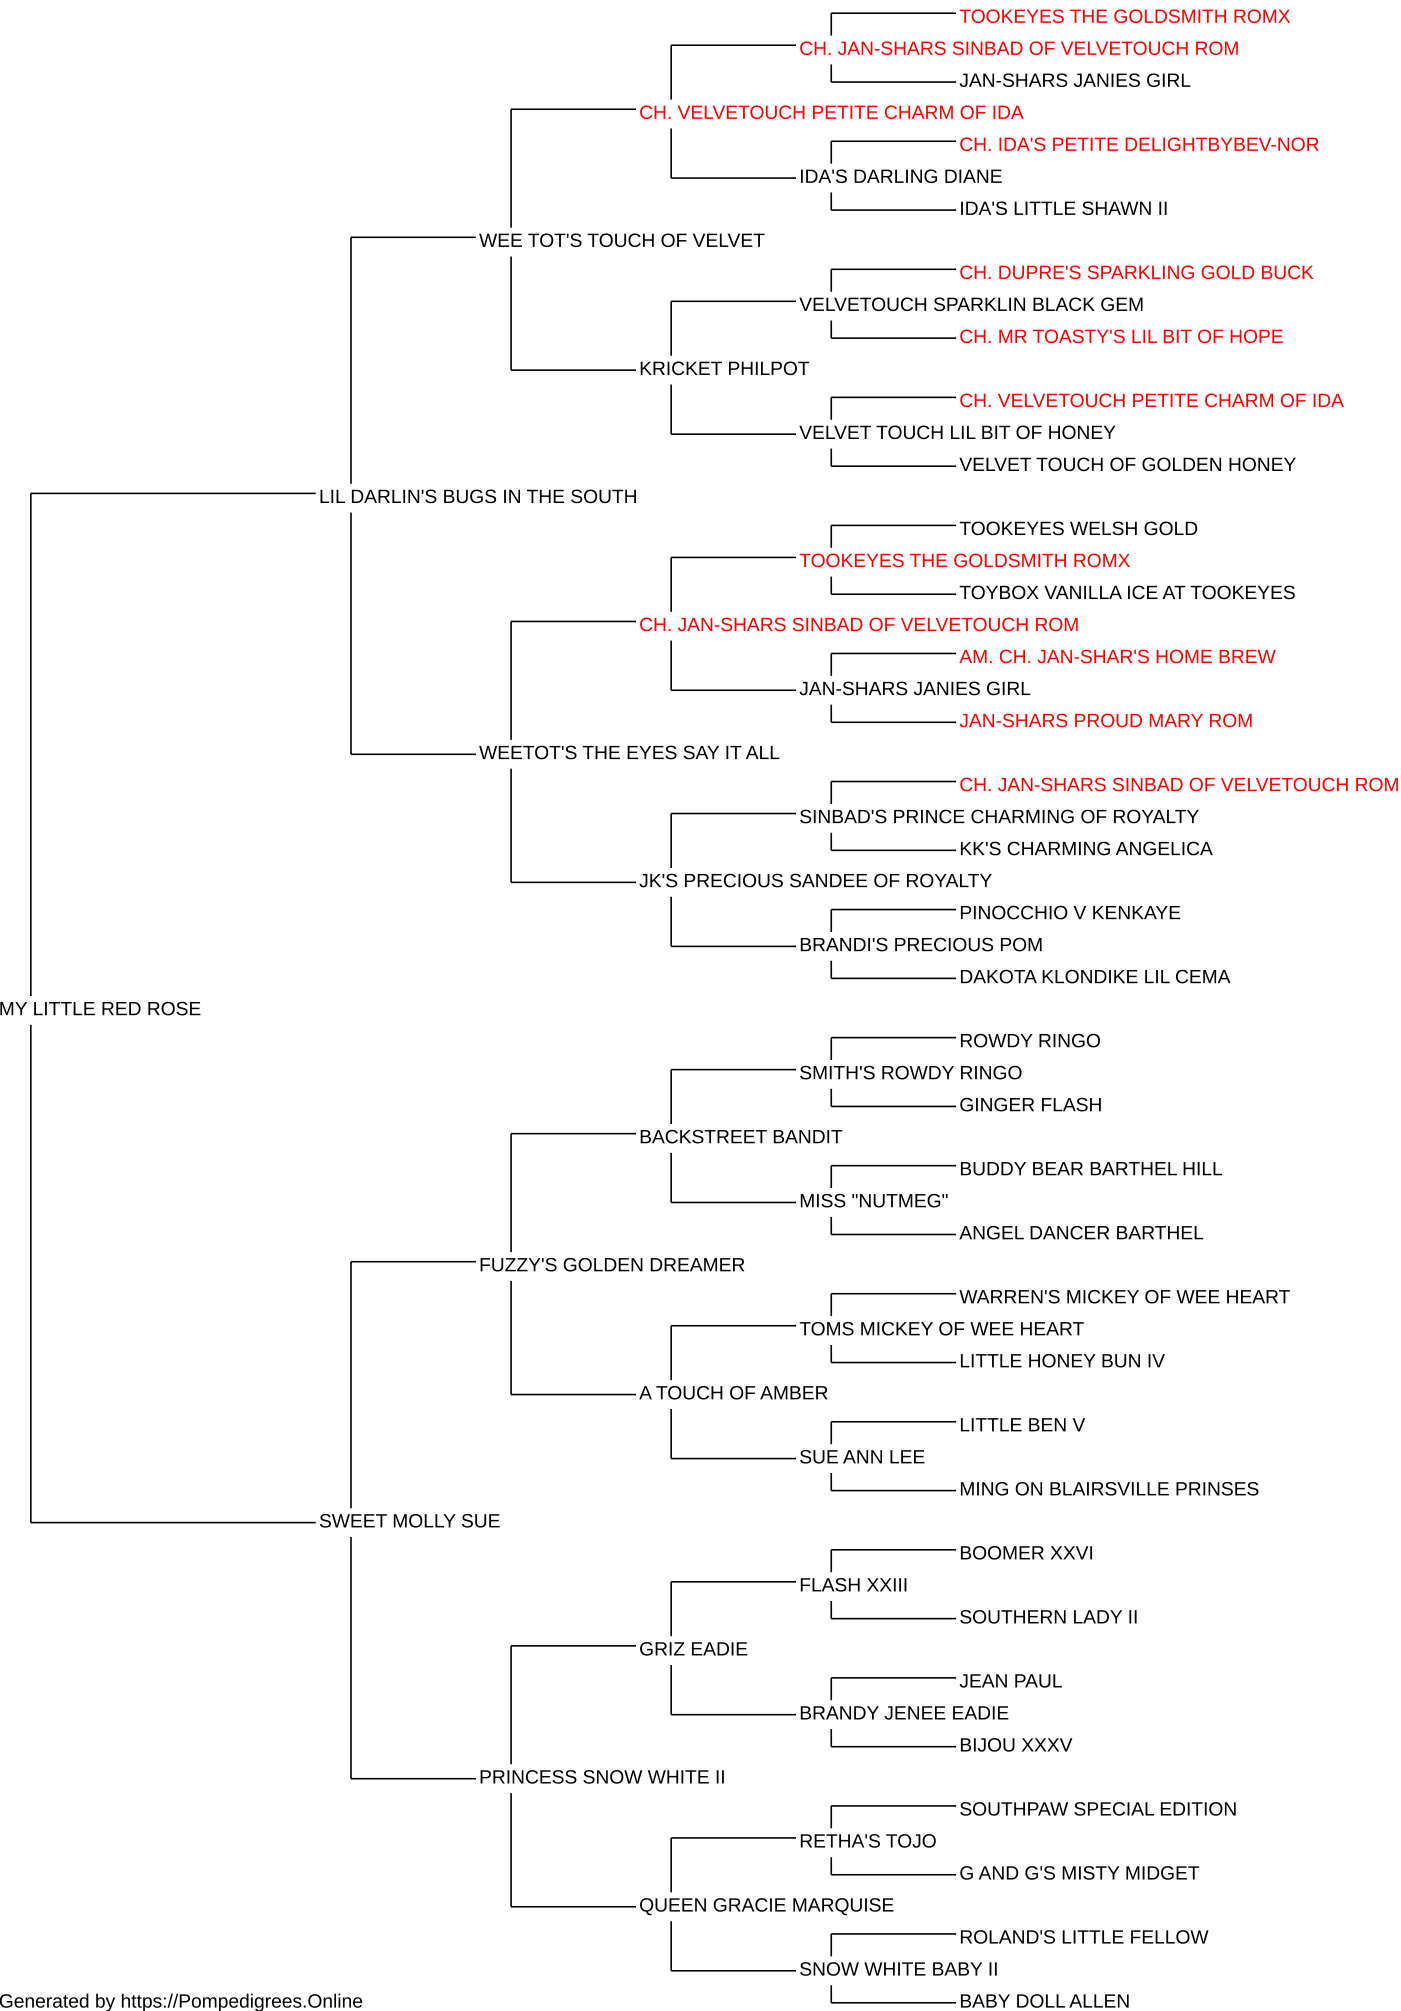 TOOKEYES THE GOLDSMITH ROMX
CH. JAN-SHARS SINBAD OF VELVETOUCH ROM
JAN-SHARS JANIES GIRL
CH. VELVETOUCH PETITE CHARM OF IDA
CH. IDA'S PETITE DELIGHTBYBEV-NOR
IDA'S DARLING DIANE
IDA'S LITTLE SHAWN II
WEE TOT'S TOUCH OF VELVET
CH. DUPRE'S SPARKLING GOLD BUCK
VELVETOUCH SPARKLIN BLACK GEM
CH. MR TOASTY'S LIL BIT OF HOPE
KRICKET PHILPOT
CH. VELVETOUCH PETITE CHARM OF IDA
VELVET TOUCH LIL BIT OF HONEY
VELVET TOUCH OF GOLDEN HONEY
LIL DARLIN'S BUGS IN THE SOUTH
TOOKEYES WELSH GOLD
TOOKEYES THE GOLDSMITH ROMX
TOYBOX VANILLA ICE AT TOOKEYES
CH. JAN-SHARS SINBAD OF VELVETOUCH ROM
AM. CH. JAN-SHAR'S HOME BREW
JAN-SHARS JANIES GIRL
JAN-SHARS PROUD MARY ROM
WEETOT'S THE EYES SAY IT ALL
CH. JAN-SHARS SINBAD OF VELVETOUCH ROM
SINBAD'S PRINCE CHARMING OF ROYALTY
KK'S CHARMING ANGELICA
JK'S PRECIOUS SANDEE OF ROYALTY
PINOCCHIO V KENKAYE
BRANDI'S PRECIOUS POM
DAKOTA KLONDIKE LIL CEMA
MY LITTLE RED ROSE
ROWDY RINGO
SMITH'S ROWDY RINGO
GINGER FLASH
BACKSTREET BANDIT
BUDDY BEAR BARTHEL HILL
MISS "NUTMEG"
ANGEL DANCER BARTHEL
FUZZY'S GOLDEN DREAMER
WARREN'S MICKEY OF WEE HEART
TOMS MICKEY OF WEE HEART
LITTLE HONEY BUN IV
A TOUCH OF AMBER
LITTLE BEN V
SUE ANN LEE
MING ON BLAIRSVILLE PRINSES
SWEET MOLLY SUE
BOOMER XXVI
FLASH XXIII
SOUTHERN LADY II
GRIZ EADIE
JEAN PAUL
BRANDY JENEE EADIE
BIJOU XXXV
PRINCESS SNOW WHITE II
SOUTHPAW SPECIAL EDITION
RETHA'S TOJO
G AND G'S MISTY MIDGET
QUEEN GRACIE MARQUISE
ROLAND'S LITTLE FELLOW
SNOW WHITE BABY II
BABY DOLL ALLEN
Generated by https://Pompedigrees.Online